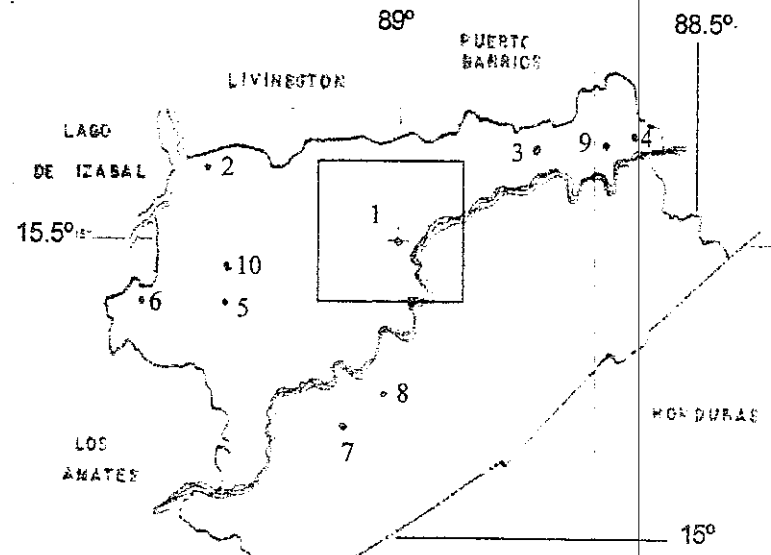 89º
88.5º
PUERTO
BARRIOS
LIVINGSTON
LAGO
DE IZABAL
2
3
9
4
1
15.5º
10
6
5
8
7
HONDURAS
LOS
AMATES
15º